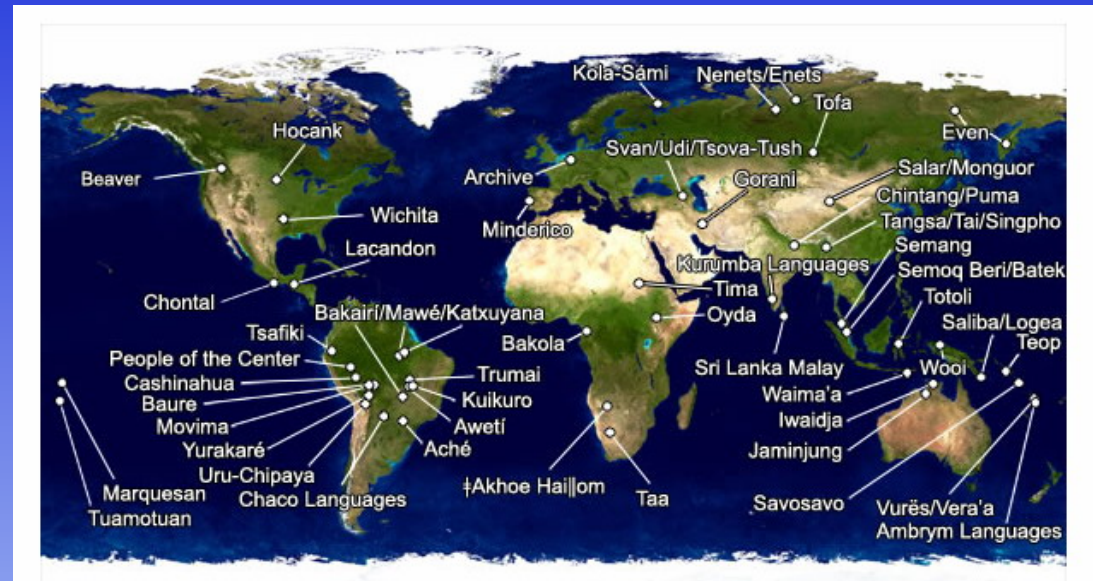 Kola-Sámi
Nenets/Enets
Tofa
Hocank
Even
Svan/Udi/Tsova-Tush
Beaver
Archive
Salar/Monguor
Gorani
Chintang/Puma
Wichita
Minderico
Tangsa/Tai/Singpho
Lacandon
Semang
Kurumba Languages
Semoq Beri/Batek
Chontal
Tima
Totoli
Bakairí/Mawé/Katxuyana
Oyda
Saliba/Logea
Tsafiki
Bakola
Teop
People of the Center
Trumai
Sri Lanka Malay
Wooi
Cashinahua
Waima'a
Baure
Kuikuro
Iwaidja
Movima
Awetí
Yurakaré
Aché
Jaminjung
Uru-Chipaya
ǂAkhoe Haiǁom
Marquesan
Chaco Languages
Taa
Savosavo
Vurës/Vera'a
Tuamotuan
Ambrym Languages